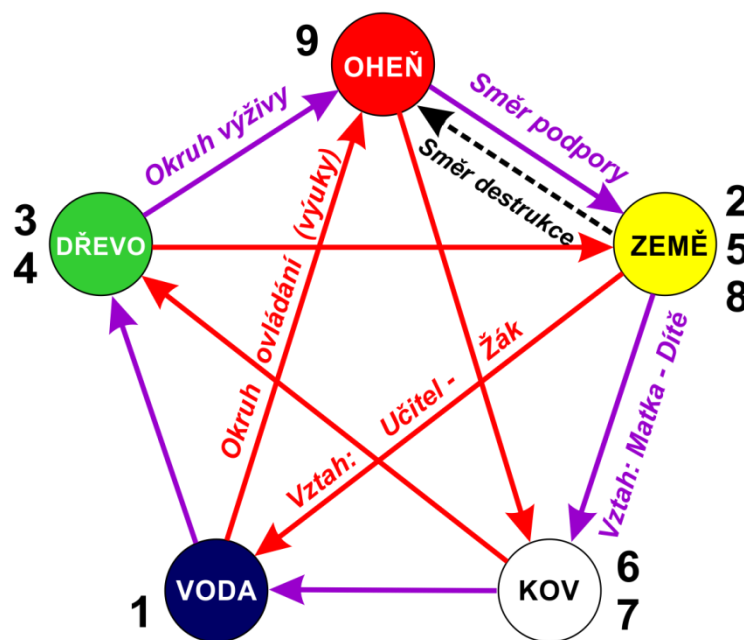 9
OHEŇ
Okruh výživy
Směr podpory
Směr destrukce
3
4
DŘEVO
ZEMĚ
2
5
8
Okruh ovládání (výuky)
Vztah: Učitel - Žák
Vztah: Matka - Dítě
1
VODA
KOV
6
7